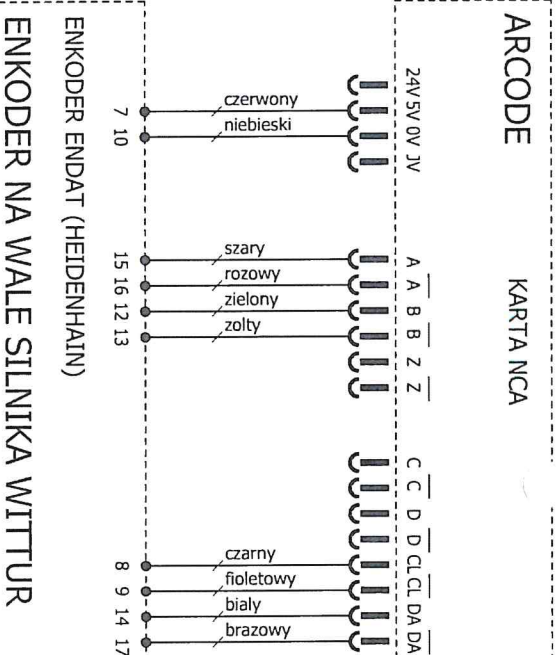 ARCODE
KARTA NCA
24V 5V 0V JV
A A B B Z Z
C C D D CL CL DA DA
czerwony
niebieski
szary
rozowy
zielony
zolty
czarny
fioletowy
bialy
brazowy
7 10
15 16 12 13
8 9 14 17
ENKODER ENDAT (HEIDENHAIN)
ENKODER NA WALE SILNIKA WITTUR